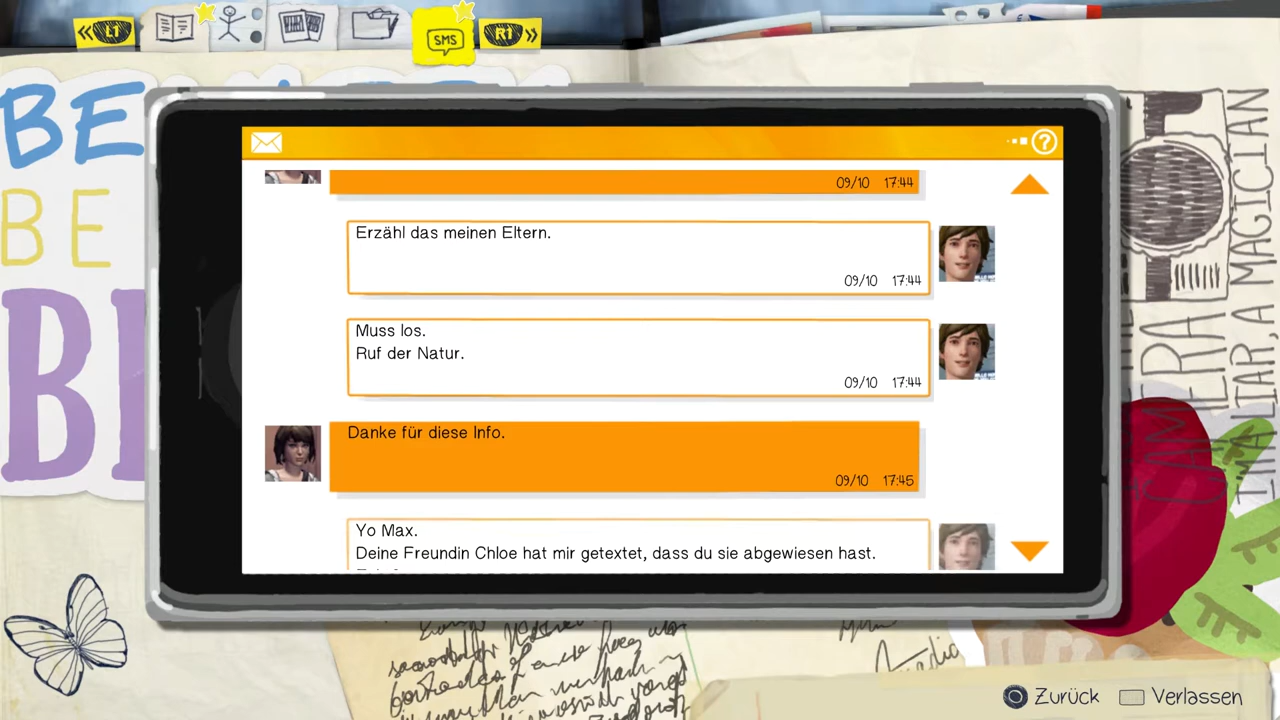 L1
SMS
R1
?
09/10 17:44
Erzähl das meinen Eltern.
09/10 17:44
Muss los.
Ruf der Natur.
09/10 17:44
Danke für diese Info.
09/10 17:45
Yo Max.
Deine Freundin Chloe hat mir getextet, dass du sie abgewiesen hast.
BE
BE
CAMERA
LIAR, A MAGICIAN
Zurück
Verlassen